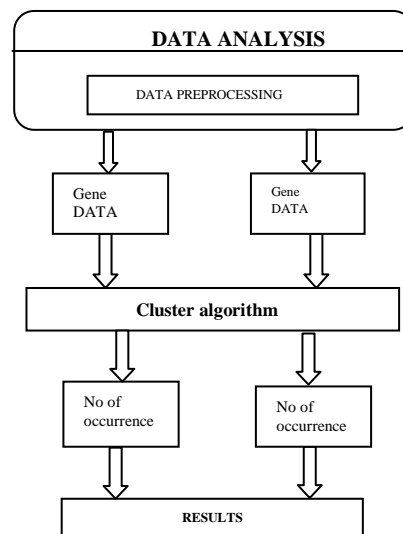 DATA ANALYSIS
DATA PREPROCESSING
Gene
DATA
Gene
DATA
Cluster algorithm
No of
occurrence
No of
occurrence
RESULTS